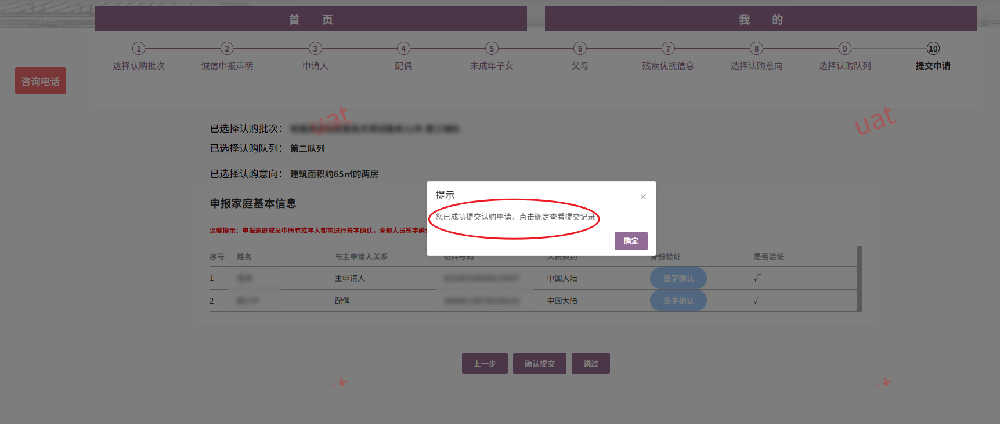 首 页
我 的
1 2 3 4 5 6 7 8 9 10
选择认购批次 诚信申报声明 申请人 配偶 未成年子女 父母 残疾优抚信息 选择认购意向 选择认购队列 提交申请
咨询电话
uat
uat
已选择认购批次：
已选择认购队列： 第二队列
已选择认购意向： 建筑面积约65㎡的两房
提示
×
申报家庭基本信息
您已成功提交认购申请，点击确定查看提交记录
温馨提示：申报家庭成员中所有成年人都需进行签字确认，全部人员签字确
确定
序号 姓名 与主申请人关系 证件号码 人员类别 身份验证 是否验证
1 主申请人 中国大陆 签字确认 √
2 配偶 中国大陆 签字确认 √
上一步 确认提交 跳过